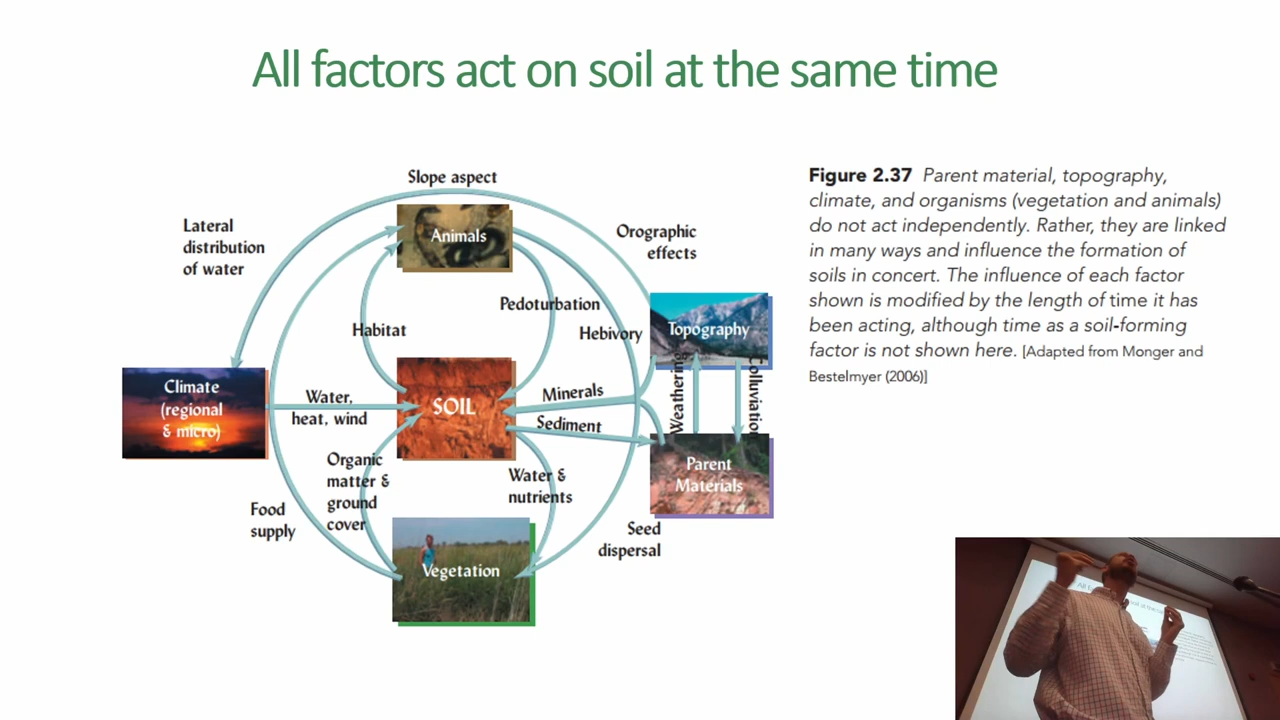 All factors act on soil at the same time
Slope aspect
Lateral
distribution
of water
Animals
Orographic
effects
Pedoturbation
Habitat
Hebivory
Topography
Climate
(regional
& micro)
Water,
heat, wind
SOIL
Minerals
Sediment
Weathering
Colluviation
Organic
matter &
ground
cover
Water &
nutrients
Parent
Materials
Food
supply
Seed
dispersal
Vegetation
Figure 2.37 Parent material, topography,
climate, and organisms (vegetation and animals)
do not act independently. Rather, they are linked
in many ways and influence the formation of
soils in concert. The influence of each factor
shown is modified by the length of time it has
been acting, although time as a soil-forming
factor is not shown here. [Adapted from Monger and
Bestelmyer (2006)]